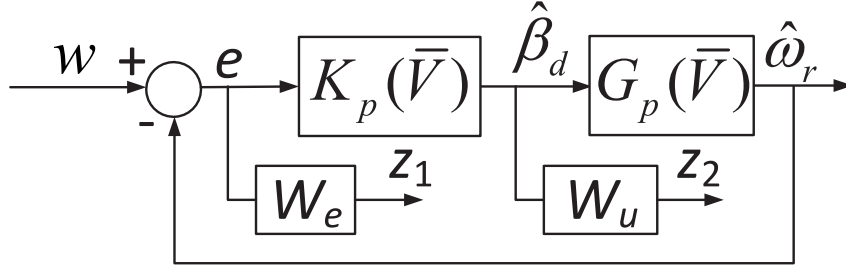 w + e K_p(V̅) β̂_d G_p(V̅) ω̂_r
-
W_e z_1 W_u z_2